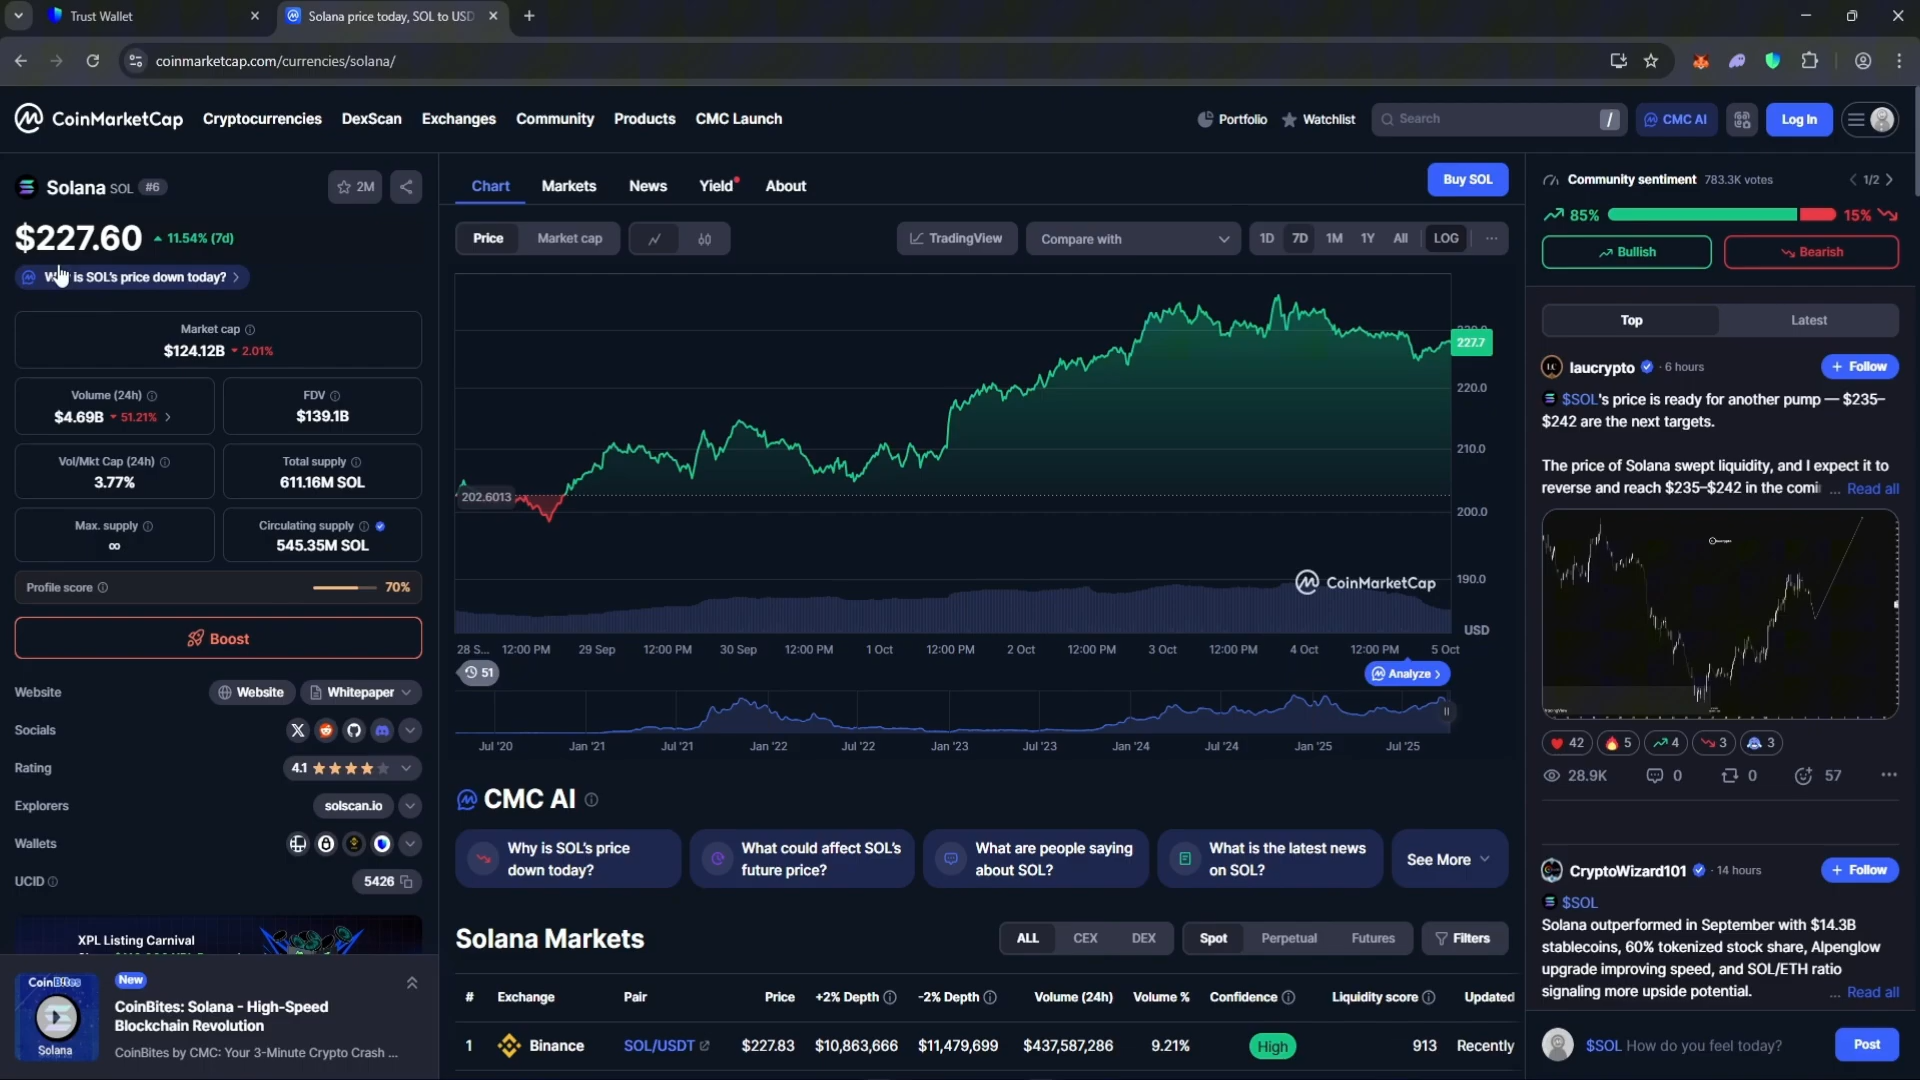 Trust Wallet
Solana price today, SOL to USD
coinmarketcap.com/currencies/solana/
CoinMarketCap
Cryptocurrencies
DexScan
Exchanges
Community
Products
CMC Launch
Portfolio
Watchlist
Search
/
CMC AI
Log In
Solana SOL #6
2M
$227.60
11.54% (7d)
is SOL's price down today?
Market cap
$124.12B 2.01%
Volume (24h)
$4.69B 51.21%
FDV
$139.1B
Vol/Mkt Cap (24h)
3.77%
Total supply
611.16M SOL
Max. supply
∞
Circulating supply
545.35M SOL
Profile score
70%
Boost
Website
Website
Whitepaper
Socials
Rating
4.1
Explorers
solscan.io
Wallets
UCID
5426
XPL Listing Carnival
CoinBites
Solana
New
CoinBites: Solana - High-Speed
Blockchain Revolution
CoinBites by CMC: Your 3-Minute Crypto Crash ...
Chart
Markets
News
Yield
About
Buy SOL
Price
Market cap
TradingView
Compare with
1D
7D
1M
1Y
All
LOG
...
227.7
220.0
210.0
202.6013
200.0
190.0
CoinMarketCap
USD
28 S...
12:00 PM
29 Sep
12:00 PM
30 Sep
12:00 PM
1 Oct
12:00 PM
2 Oct
12:00 PM
3 Oct
12:00 PM
4 Oct
12:00 PM
5 Oct
51
Analyze
Jul '20
Jan '21
Jul '21
Jan '22
Jul '22
Jan '23
Jul '23
Jan '24
Jul '24
Jan '25
Jul '25
CMC AI
Why is SOL's price
down today?
What could affect SOL's
future price?
What are people saying
about SOL?
What is the latest news
on SOL?
See More
Solana Markets
ALL
CEX
DEX
Spot
Perpetual
Futures
Filters
# Exchange Pair Price +2% Depth -2% Depth Volume (24h) Volume % Confidence Liquidity score Updated
1 Binance SOL/USDT $227.83 $10,863,666 $11,479,699 $437,587,286 9.21% High 913 Recently
Community sentiment 783.3K votes
1/2
85%
15%
Bullish
Bearish
Top
Latest
laucrypto · 6 hours
+ Follow
$SOL's price is ready for another pump — $235–
$242 are the next targets.
The price of Solana swept liquidity, and I expect it to
reverse and reach $235–$242 in the comi ... Read all
42
5
4
3
3
28.9K
0
0
57
CryptoWizard101 · 14 hours
+ Follow
$SOL
Solana outperformed in September with $14.3B
stablecoins, 60% tokenized stock share, Alpenglow
upgrade improving speed, and SOL/ETH ratio
signaling more upside potential. ... Read all
$SOL How do you feel today?
Post